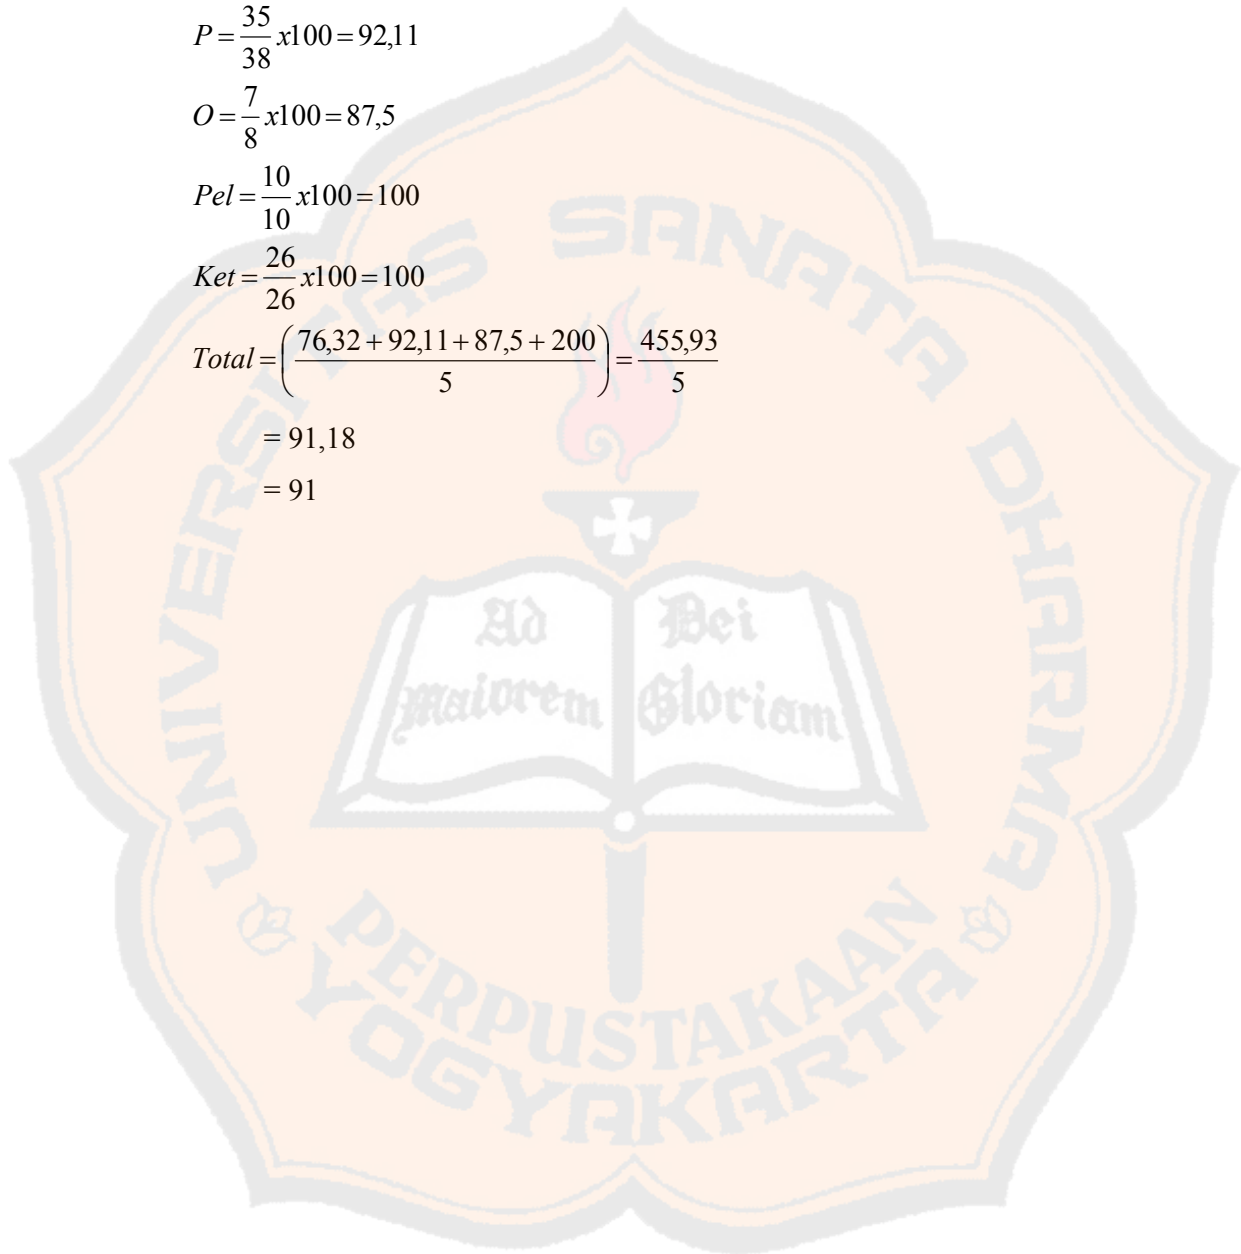 P = 35/38 x100 = 92,11
O = 7/8 x100 = 87,5
Pel = 10/10 x100 = 100
Ket = 26/26 x100 = 100
Total = ( 76,32 + 92,11 + 87,5 + 200 / 5 ) = 455,93 / 5
= 91,18
= 91
UNIVERSITAS SANATA DHARMA
Ad Dei
maiorem Gloriam
PERPUSTAKAAN
YOGYAKARTA